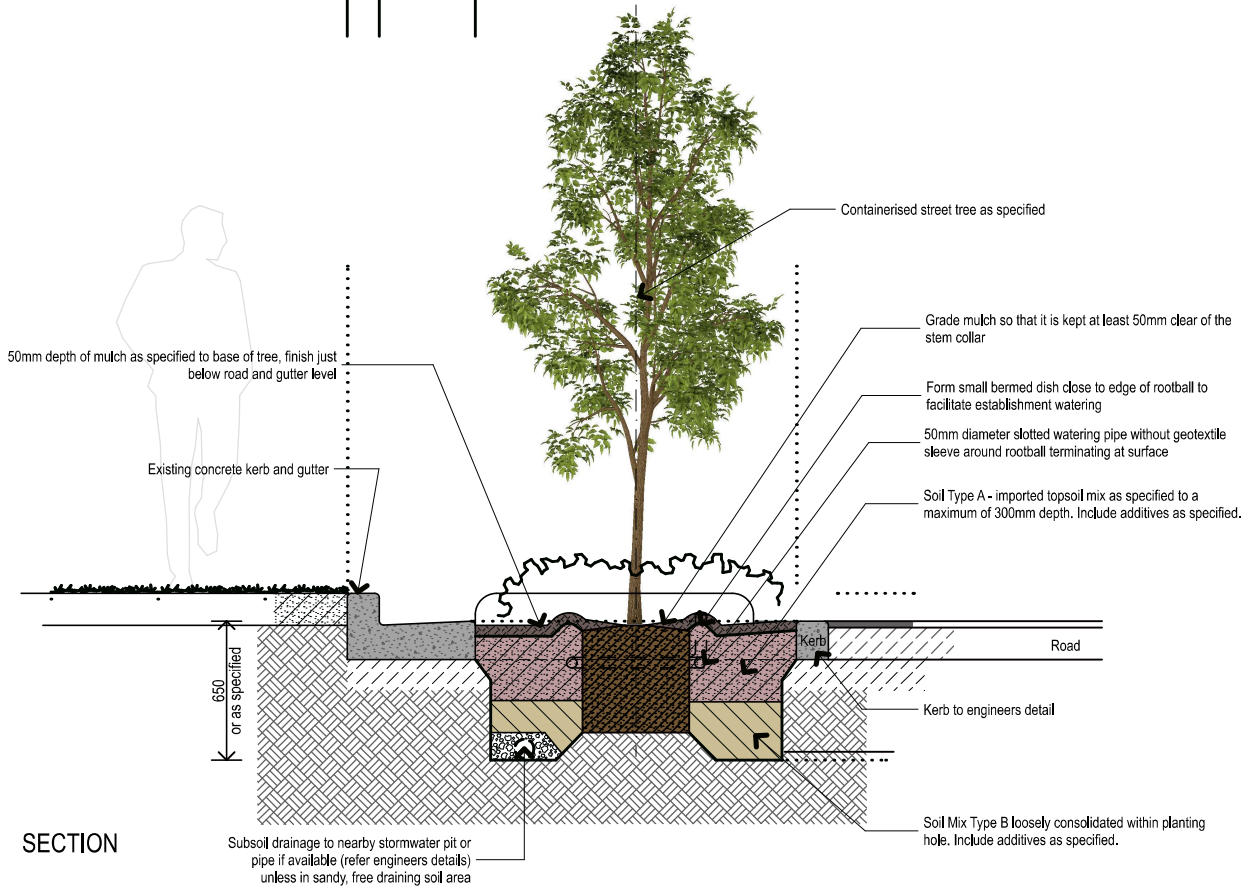 Containerised street tree as specified
Grade mulch so that it is kept at least 50mm clear of the
stem collar
50mm depth of mulch as specified to base of tree, finish just
below road and gutter level
Form small bermed dish close to edge of rootball to
facilitate establishment watering
50mm diameter slotted watering pipe without geotextile
sleeve around rootball terminating at surface
Existing concrete kerb and gutter
Soil Type A - imported topsoil mix as specified to a
maximum of 300mm depth. Include additives as specified.
Kerb
Road
650
or as specified
Kerb to engineers detail
SECTION
Subsoil drainage to nearby stormwater pit or
pipe if available (refer engineers details)
unless in sandy, free draining soil area
Soil Mix Type B loosely consolidated within planting
hole. Include additives as specified.